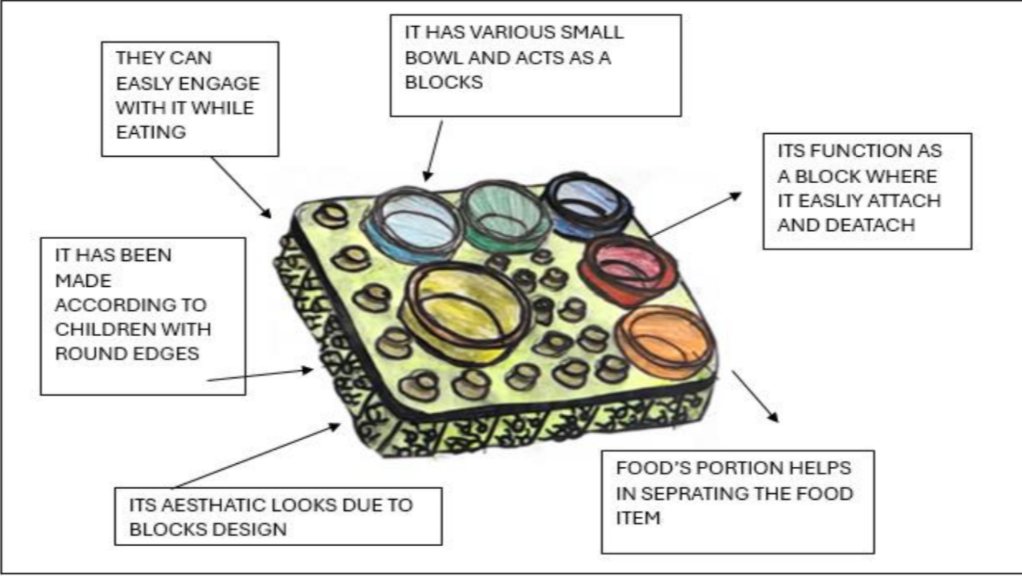 THEY CAN
EASLY ENGAGE
WITH IT WHILE
EATING
IT HAS VARIOUS SMALL
BOWL AND ACTS AS A
BLOCKS
ITS FUNCTION AS
A BLOCK WHERE
IT EASLIY ATTACH
AND DEATACH
IT HAS BEEN
MADE
ACCORDING TO
CHILDREN WITH
ROUND EDGES
FOOD'S PORTION HELPS
IN SEPRATING THE FOOD
ITEM
ITS AESTHATIC LOOKS DUE TO
BLOCKS DESIGN